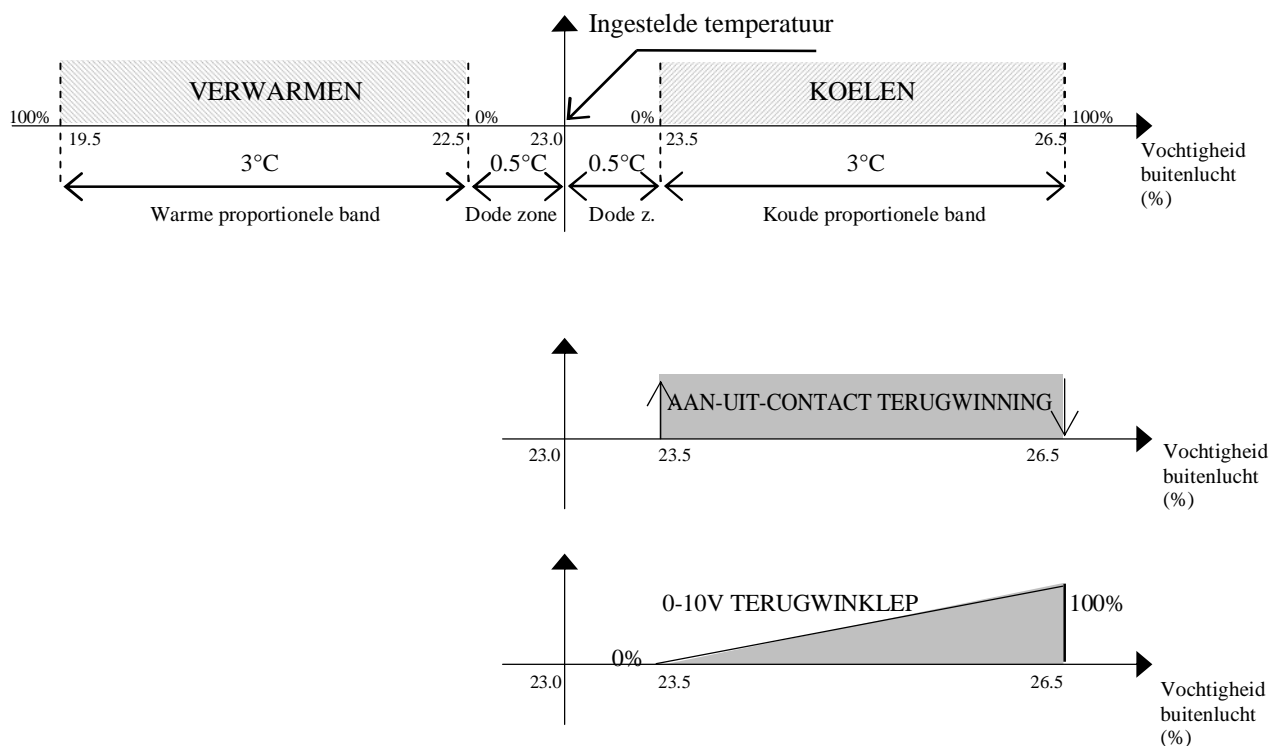 Ingestelde temperatuur
VERWARMEN
KOELEN
100%
0%
0%
100%
19.5
22.5
23.0
23.5
26.5
Vochtigheid
buitenlucht
(%)
3°C
0.5°C
0.5°C
3°C
Warme proportionele band
Dode zone
Dode z.
Koude proportionele band
AAN-UIT-CONTACT TERUGWINNING
23.0
23.5
26.5
Vochtigheid
buitenlucht
(%)
0-10V TERUGWINKLEP
100%
0%
23.0
23.5
26.5
Vochtigheid
buitenlucht
(%)